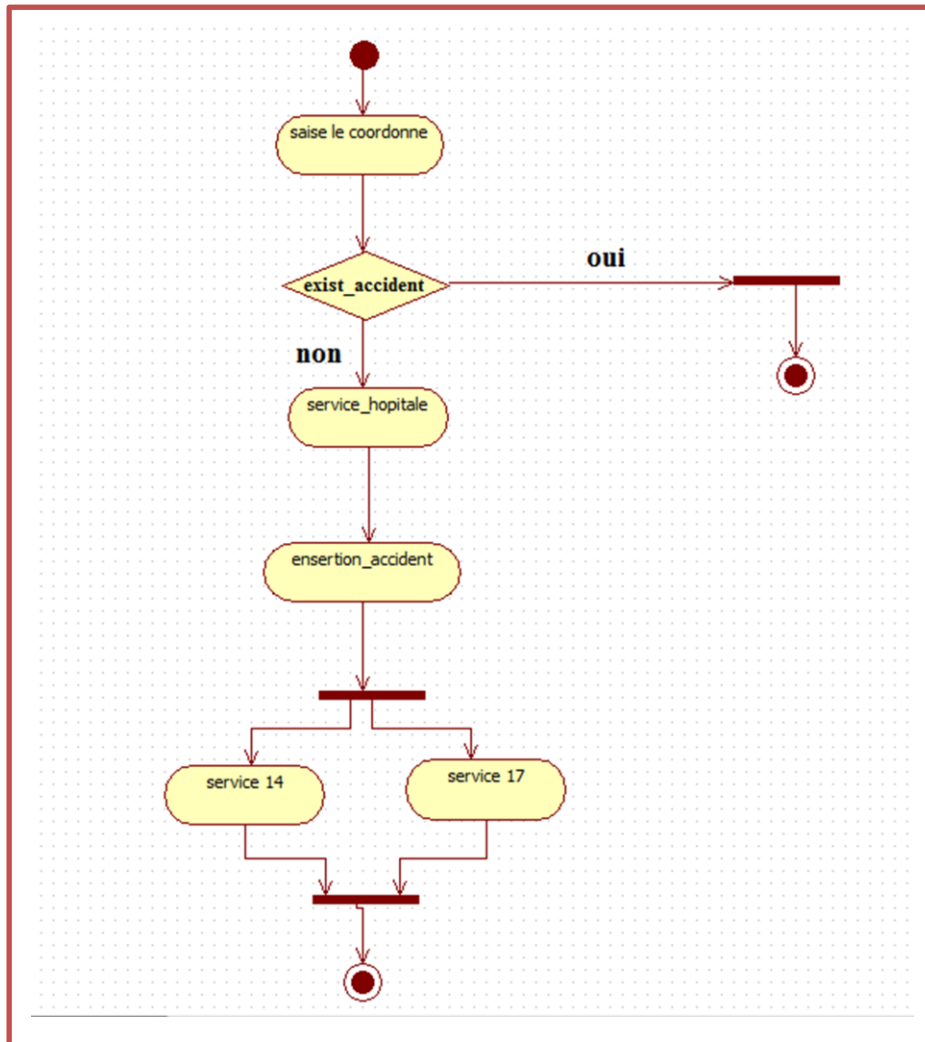 saise le coordonne
oui
exist_accident
non
service_hopitale
ensertion_accident
service 14
service 17